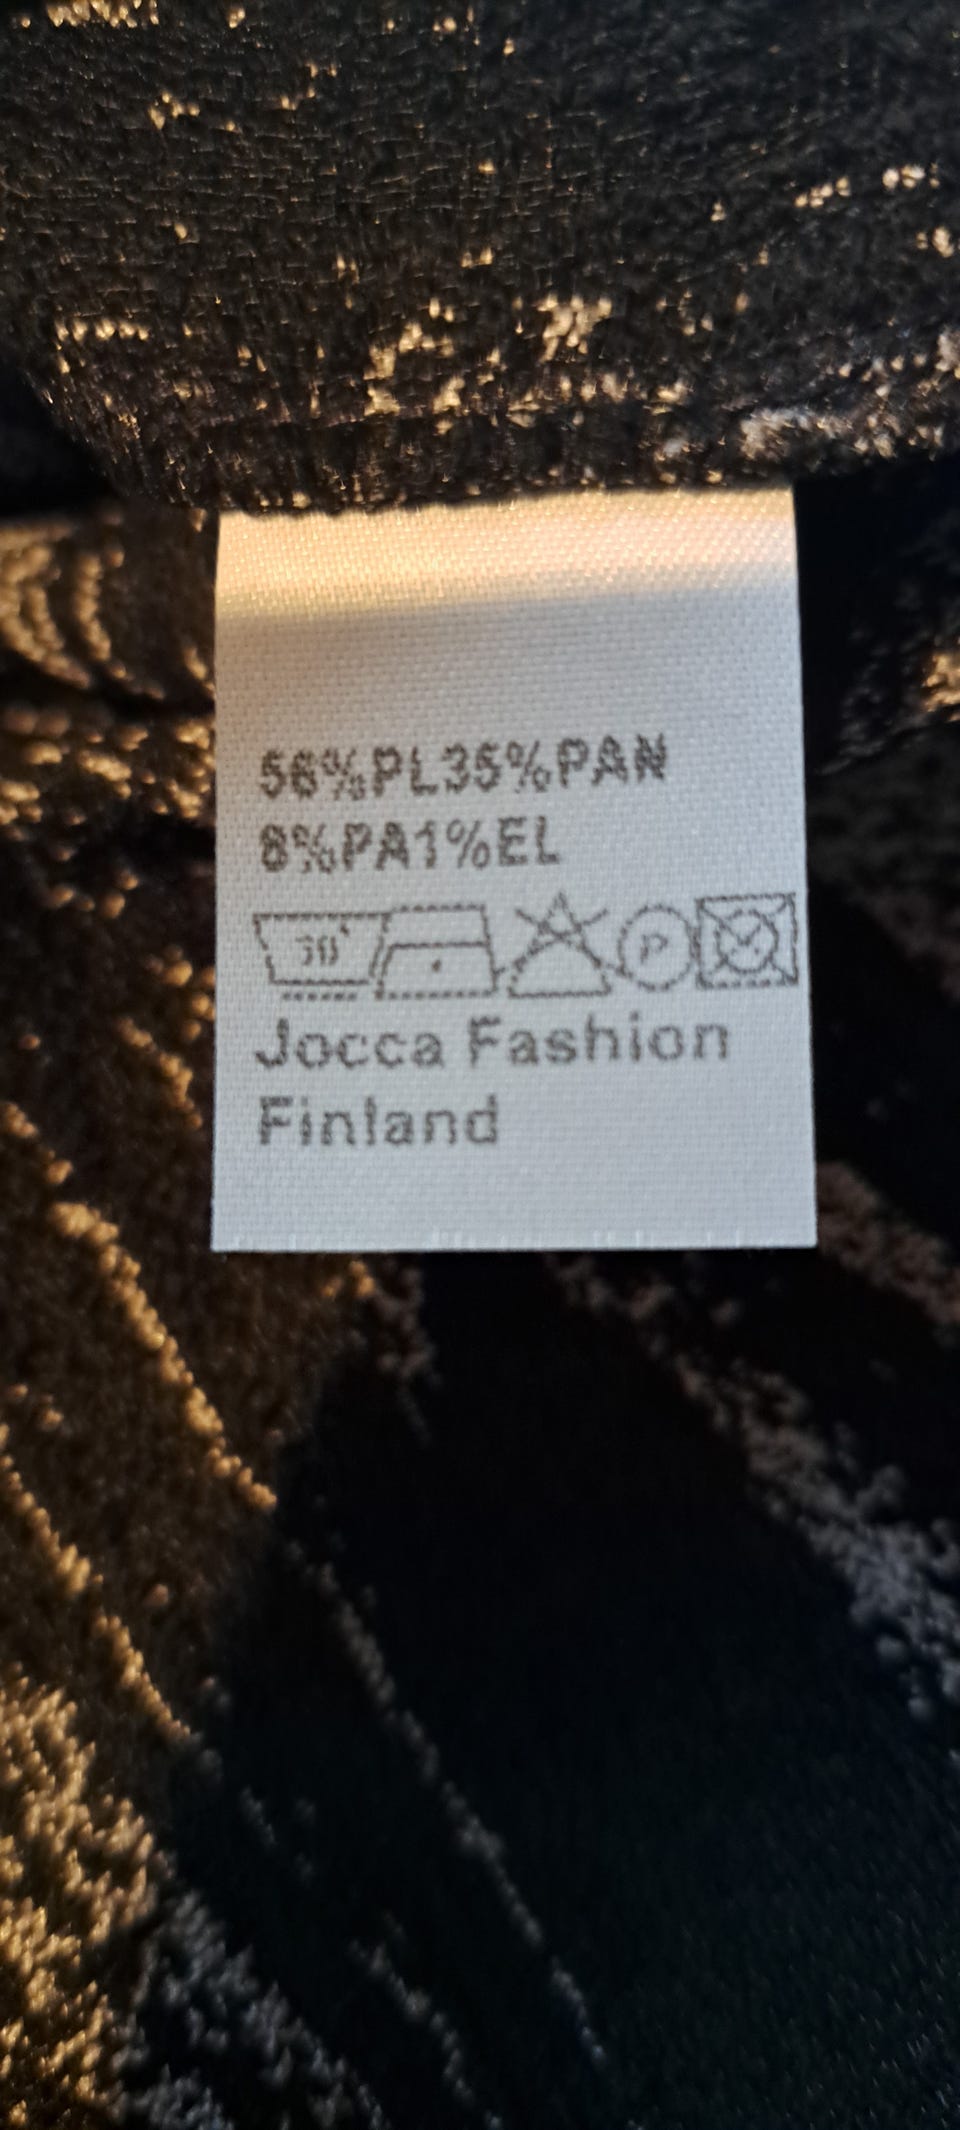 56%PL35%PAN
8%PA1%EL
30° P
Jocca Fashion
Finland